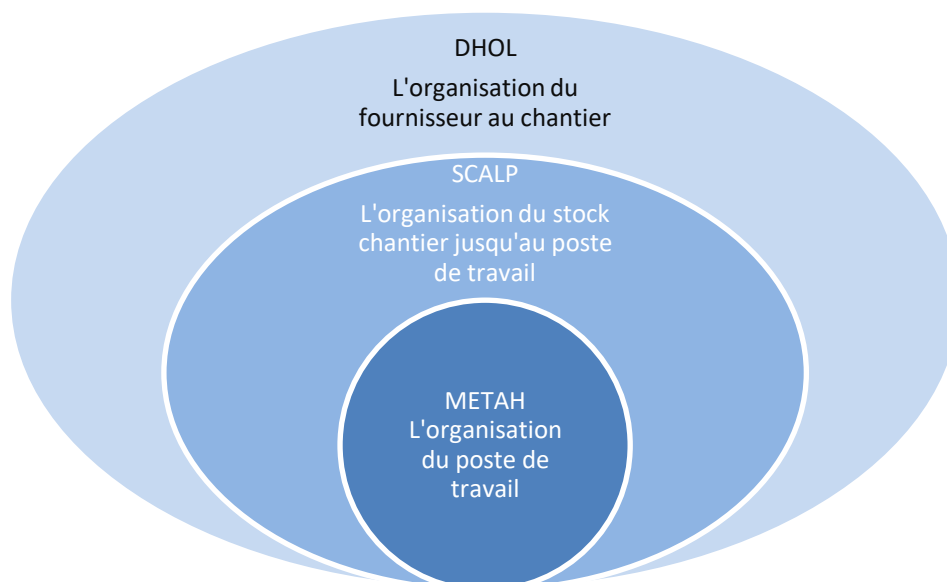 DHOL
L'organisation du
fournisseur au chantier
SCALP
L'organisation du stock
chantier jusqu'au poste
de travail
METAH
L'organisation
du poste de
travail